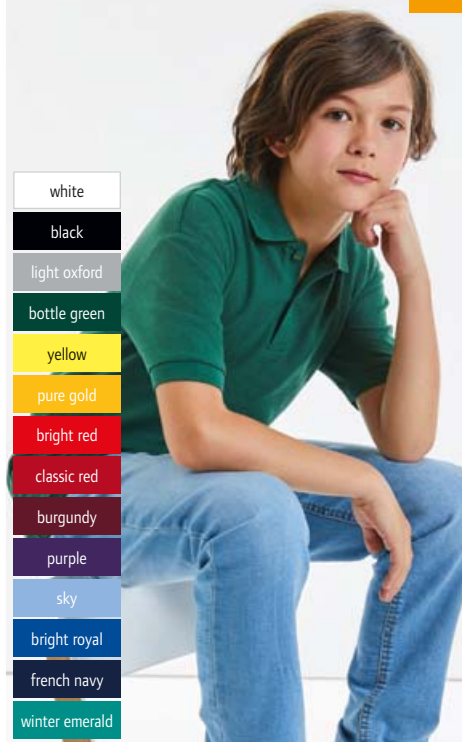 white
black
light oxford
bottle green
yellow
pure gold
bright red
classic red
burgundy
purple
sky
bright royal
french navy
winter emerald